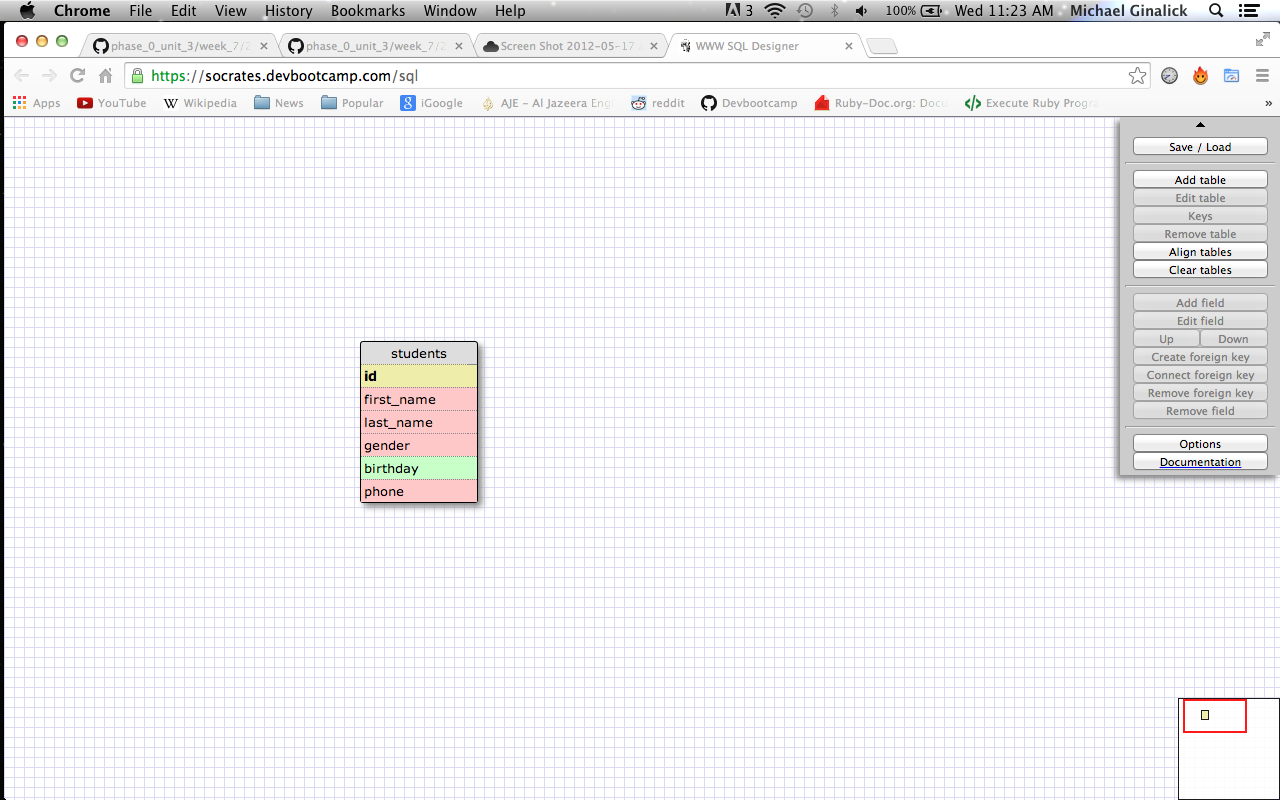 Chrome File Edit View History Bookmarks Window Help 3 100% Wed 11:23 AM Michael Ginalick
phase_0_unit_3/week_7/2 phase_0_unit_3/week_7/2 Screen Shot 2012-05-17 WWW SQL Designer
https://socrates.devbootcamp.com/sql
Apps YouTube Wikipedia News Popular iGoogle AJE - Al Jazeera Eng reddit Devbootcamp Ruby-Doc.org: Docu Execute Ruby Progra »
Save / Load
Add table
Edit table
Keys
Remove table
Align tables
Clear tables
Add field
Edit field
Up Down
Create foreign key
Connect foreign key
Remove foreign key
Remove field
Options
Documentation
students
id
first_name
last_name
gender
birthday
phone